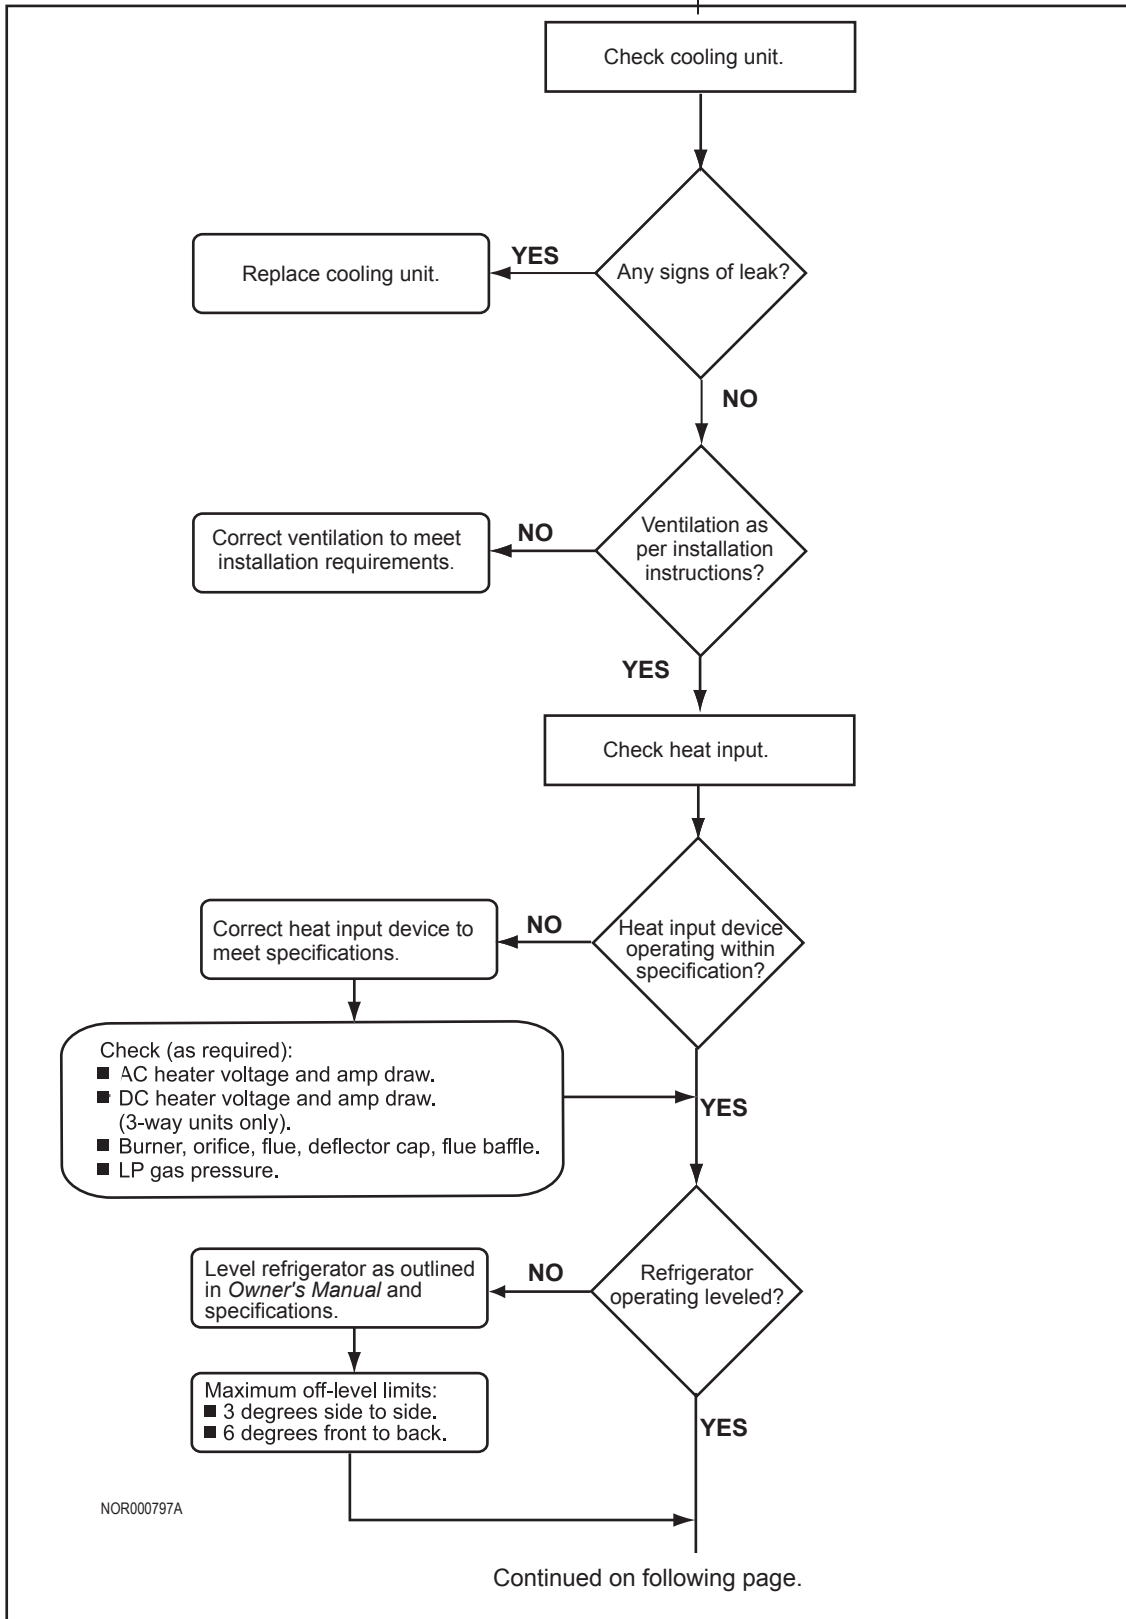 Check cooling unit.
Any signs of leak?
YES
Replace cooling unit.
NO
Ventilation as
per installation
instructions?
NO
Correct ventilation to meet
installation requirements.
YES
Check heat input.
Heat input device
operating within
specification?
NO
Correct heat input device to
meet specifications.
Check (as required):
■ AC heater voltage and amp draw.
■ DC heater voltage and amp draw.
(3-way units only).
■ Burner, orifice, flue, deflector cap, flue baffle.
■ LP gas pressure.
YES
Refrigerator
operating leveled?
NO
Level refrigerator as outlined
in Owner's Manual and
specifications.
Maximum off-level limits:
■ 3 degrees side to side.
■ 6 degrees front to back.
YES
NOR000797A
Continued on following page.